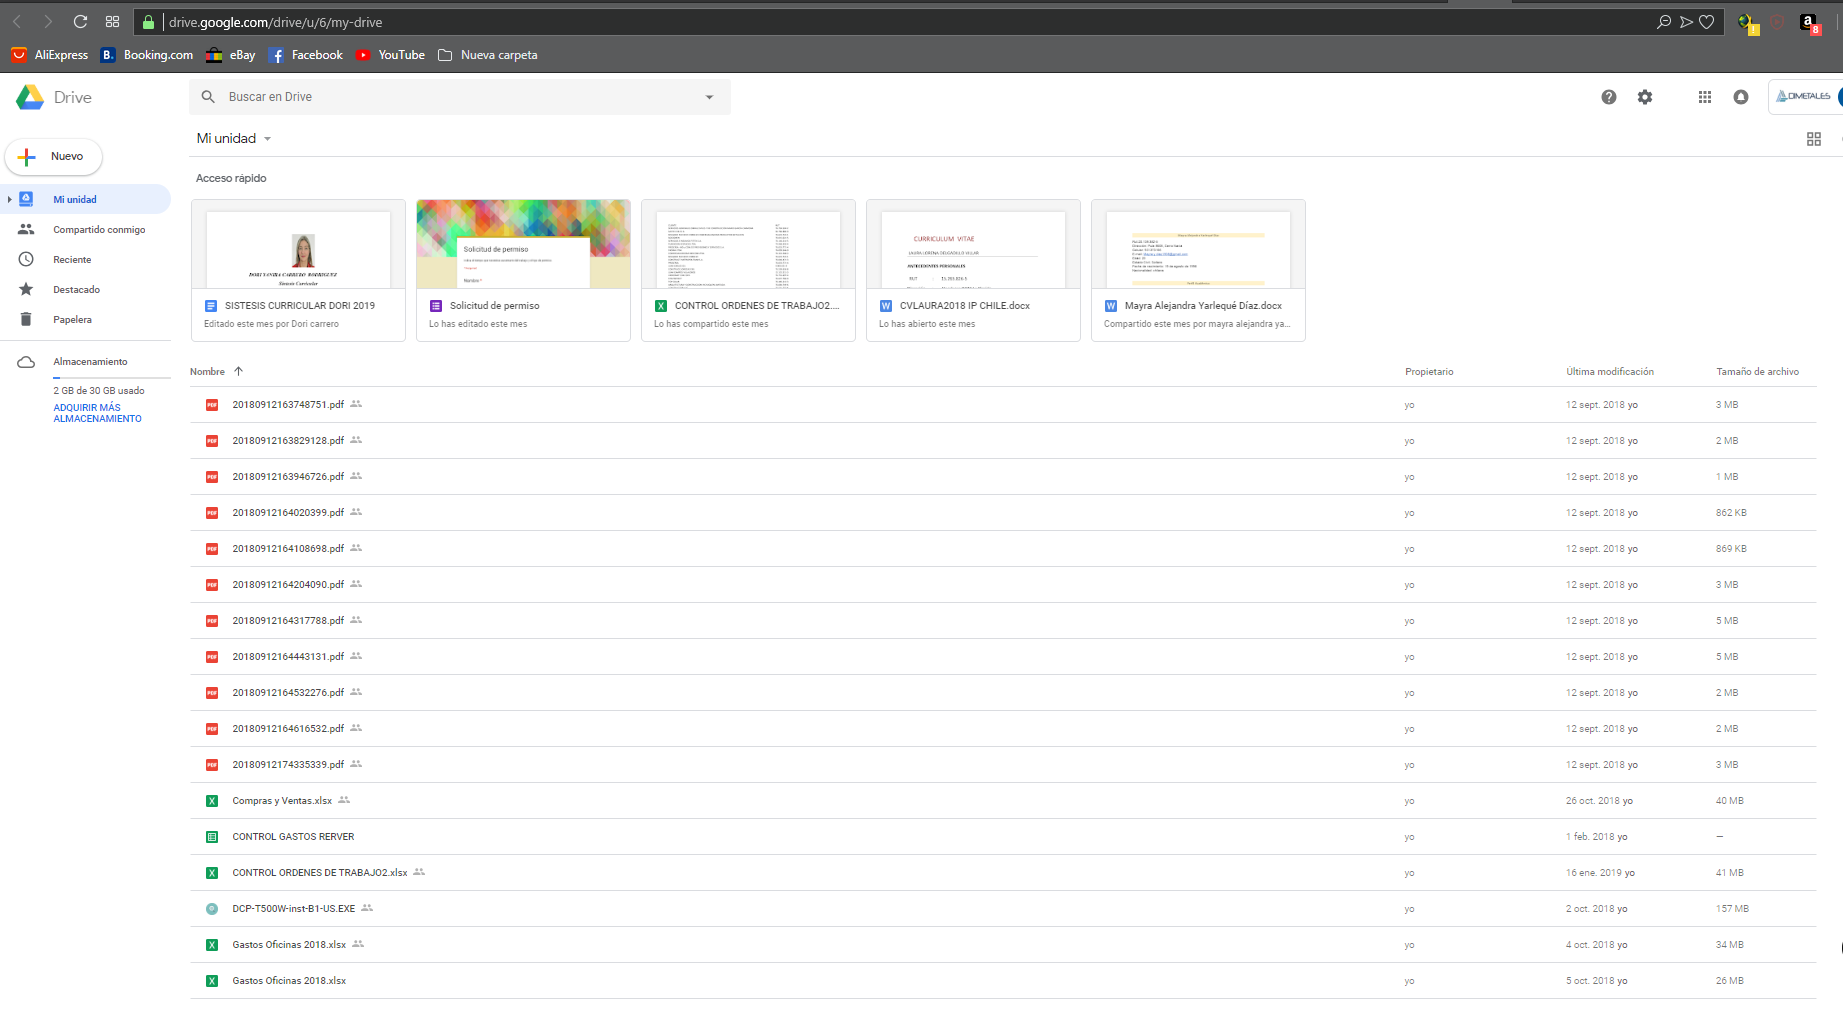 drive.google.com/drive/u/6/my-drive
8
AliExpress
B. Booking.com
eBay
Facebook
YouTube
Nueva carpeta
Drive
Buscar en Drive
DIMETALES
Nuevo
Mi unidad
Compartido conmigo
Reciente
Destacado
Papelera
Almacenamiento
2 GB de 30 GB usado
ADQUIRIR MÁS
ALMACENAMIENTO
Mi unidad
Acceso rápido
DORI YANIRA CARRERO RODRIGUEZ
Sintesis Curricular
SISTESIS CURRICULAR DORI 2019
Editado este mes por Dori carrero
Solicitud de permiso
Nombre *
Solicitud de permiso
Lo has editado este mes
CONTROL ORDENES DE TRABAJO2....
Lo has compartido este mes
CURRICULUM VITAE
LAURA LORENA DELGADILLO VILLAR
ANTECEDENTES PERSONALES
RUT
CVLAURA2018 IP CHILE.docx
Lo has abierto este mes
Mayra Alejandra Yarlequé Díaz.docx
Compartido este mes por mayra alejandra ya...
Nombre Propietario Última modificación Tamaño de archivo
20180912163748751.pdf yo 12 sept. 2018 yo 3 MB
20180912163829128.pdf yo 12 sept. 2018 yo 2 MB
20180912163946726.pdf yo 12 sept. 2018 yo 1 MB
20180912164020399.pdf yo 12 sept. 2018 yo 862 KB
20180912164108698.pdf yo 12 sept. 2018 yo 869 KB
20180912164204090.pdf yo 12 sept. 2018 yo 3 MB
20180912164317788.pdf yo 12 sept. 2018 yo 5 MB
20180912164443131.pdf yo 12 sept. 2018 yo 5 MB
20180912164532276.pdf yo 12 sept. 2018 yo 2 MB
20180912164616532.pdf yo 12 sept. 2018 yo 2 MB
20180912174335339.pdf yo 12 sept. 2018 yo 3 MB
Compras y Ventas.xlsx yo 26 oct. 2018 yo 40 MB
CONTROL GASTOS RERVER yo 1 feb. 2018 yo —
CONTROL ORDENES DE TRABAJO2.xlsx yo 16 ene. 2019 yo 41 MB
DCP-T500W-inst-B1-US.EXE yo 2 oct. 2018 yo 157 MB
Gastos Oficinas 2018.xlsx yo 4 oct. 2018 yo 34 MB
Gastos Oficinas 2018.xlsx yo 5 oct. 2018 yo 26 MB